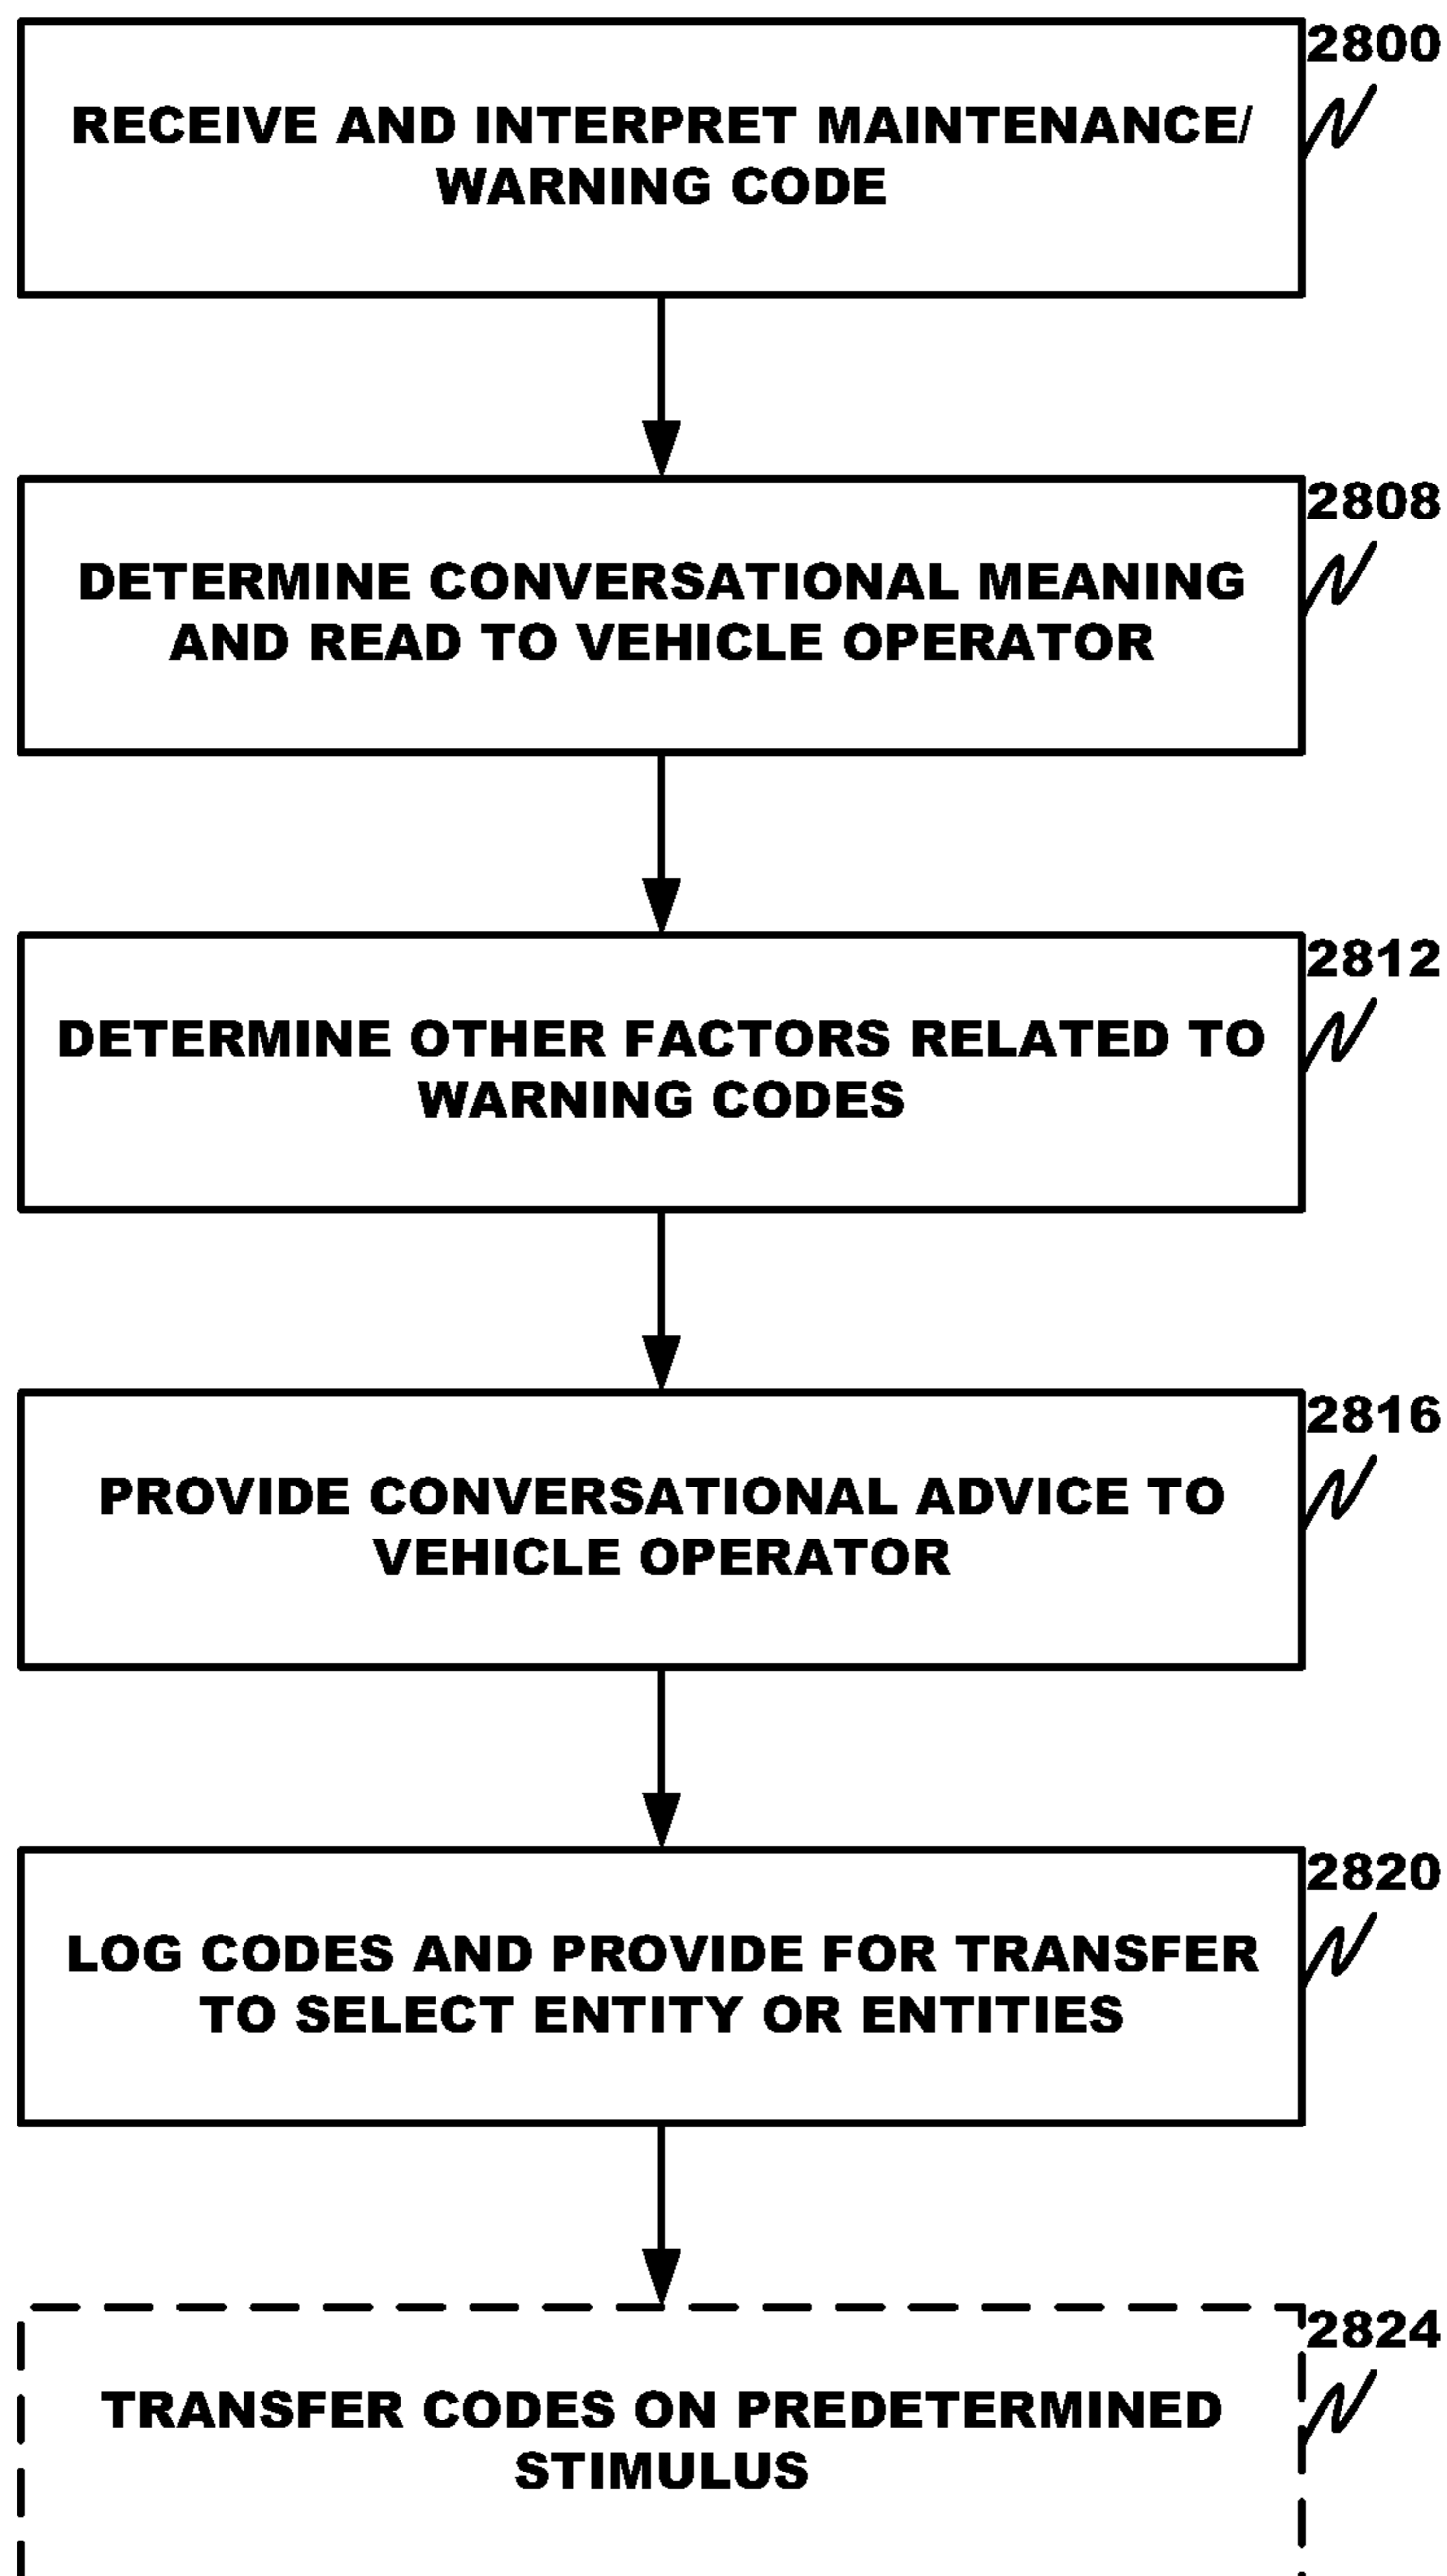 2800
RECEIVE AND INTERPRET MAINTENANCE/
WARNING CODE
2808
DETERMINE CONVERSATIONAL MEANING
AND READ TO VEHICLE OPERATOR
2812
DETERMINE OTHER FACTORS RELATED TO
WARNING CODES
2816
PROVIDE CONVERSATIONAL ADVICE TO
VEHICLE OPERATOR
2820
LOG CODES AND PROVIDE FOR TRANSFER
TO SELECT ENTITY OR ENTITIES
2824
TRANSFER CODES ON PREDETERMINED
STIMULUS